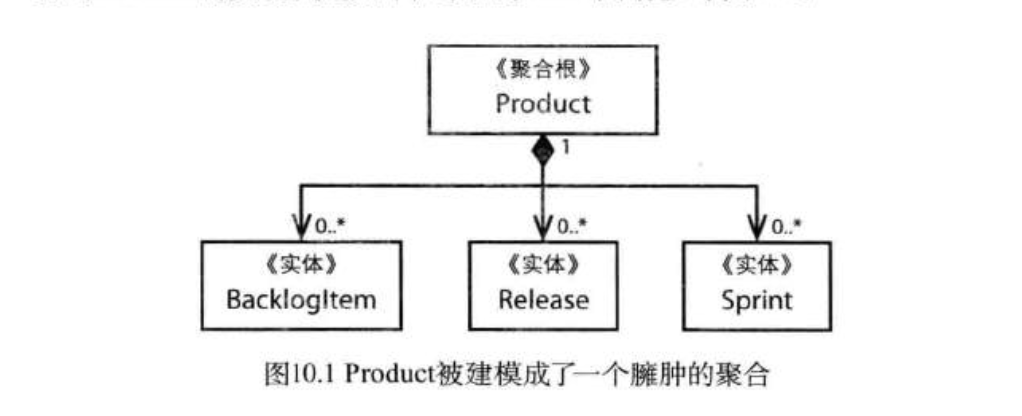 《聚合根》
Product
1
0..*
0..*
0..*
《实体》
BacklogItem
《实体》
Release
《实体》
Sprint
图10.1 Product被建模成了一个臃肿的聚合